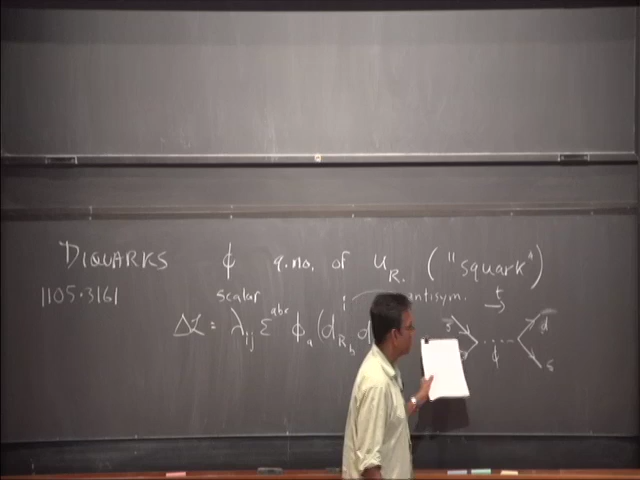 DIQUARKS ϕ q.no. of u_R. ("squark")
1105.3161 scalar antisym. t →
Δℒ = λ_ij ε^abc ϕ_a (d_R_b d
ϕ d̄ s